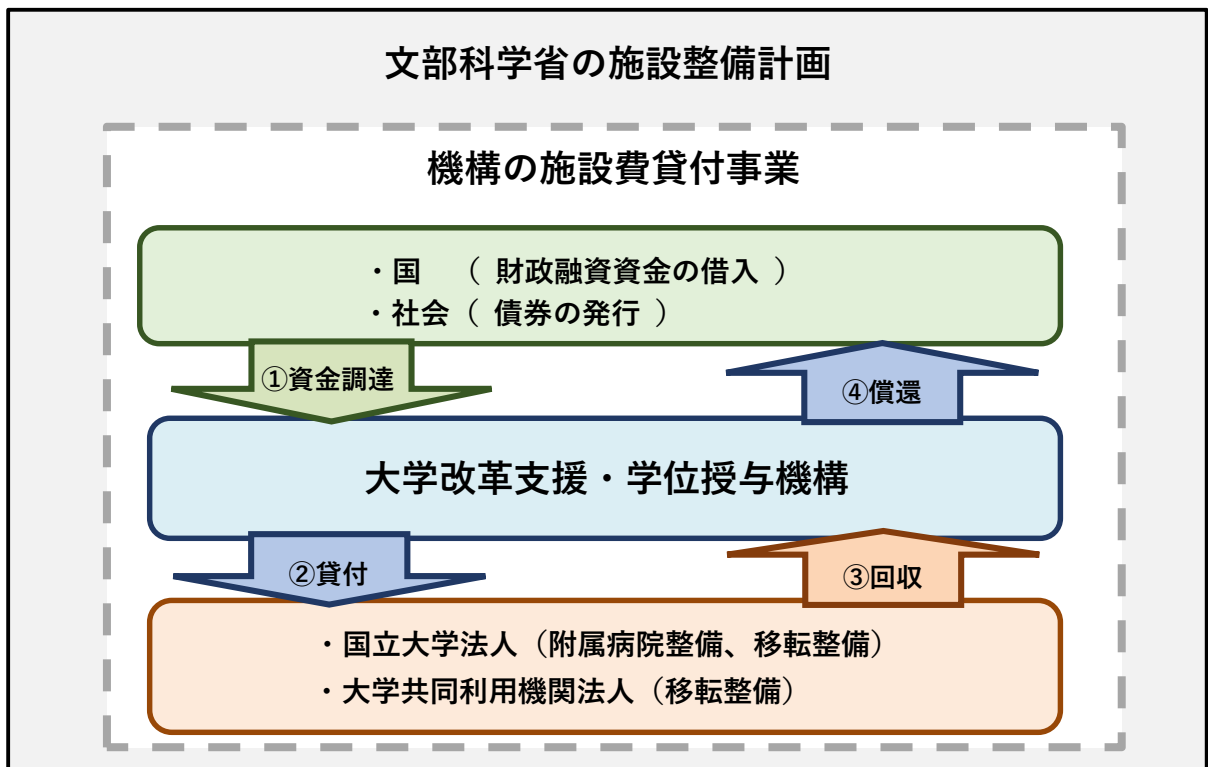 文部科学省の施設整備計画
機構の施設費貸付事業
・国　（ 財政融資資金の借入 ）
・社会（ 債券の発行 ）
①資金調達
④償還
大学改革支援・学位授与機構
②貸付
③回収
・国立大学法人（附属病院整備、移転整備）
・大学共同利用機関法人（移転整備）